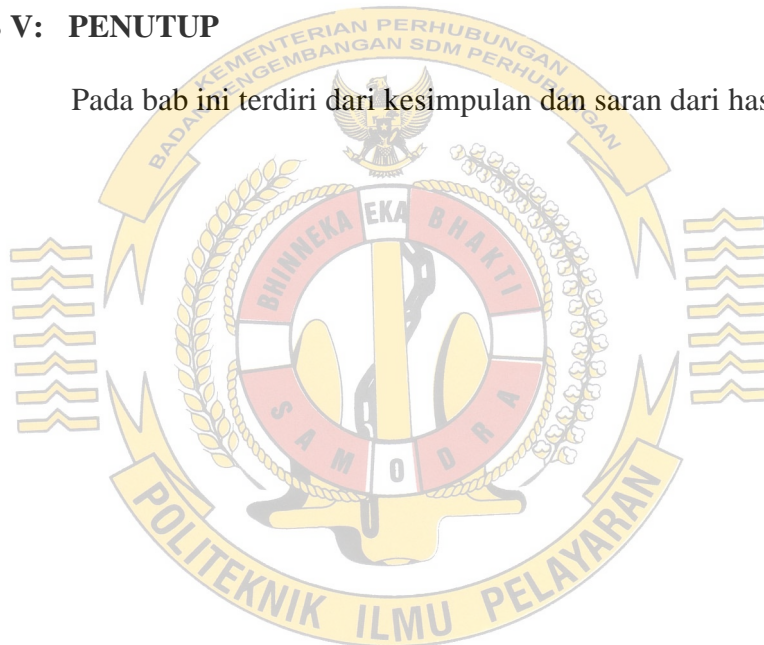 V: PENUTUP
Pada bab ini terdiri dari kesimpulan dan saran dari
KEMENTERIAN PERHUBUNGAN
BADAN PENGEMBANGAN SDM PERHUBUNGAN
BHINNEKA EKA BHAKTI
SAMODRA
POLITEKNIK ILMU PELAYARAN